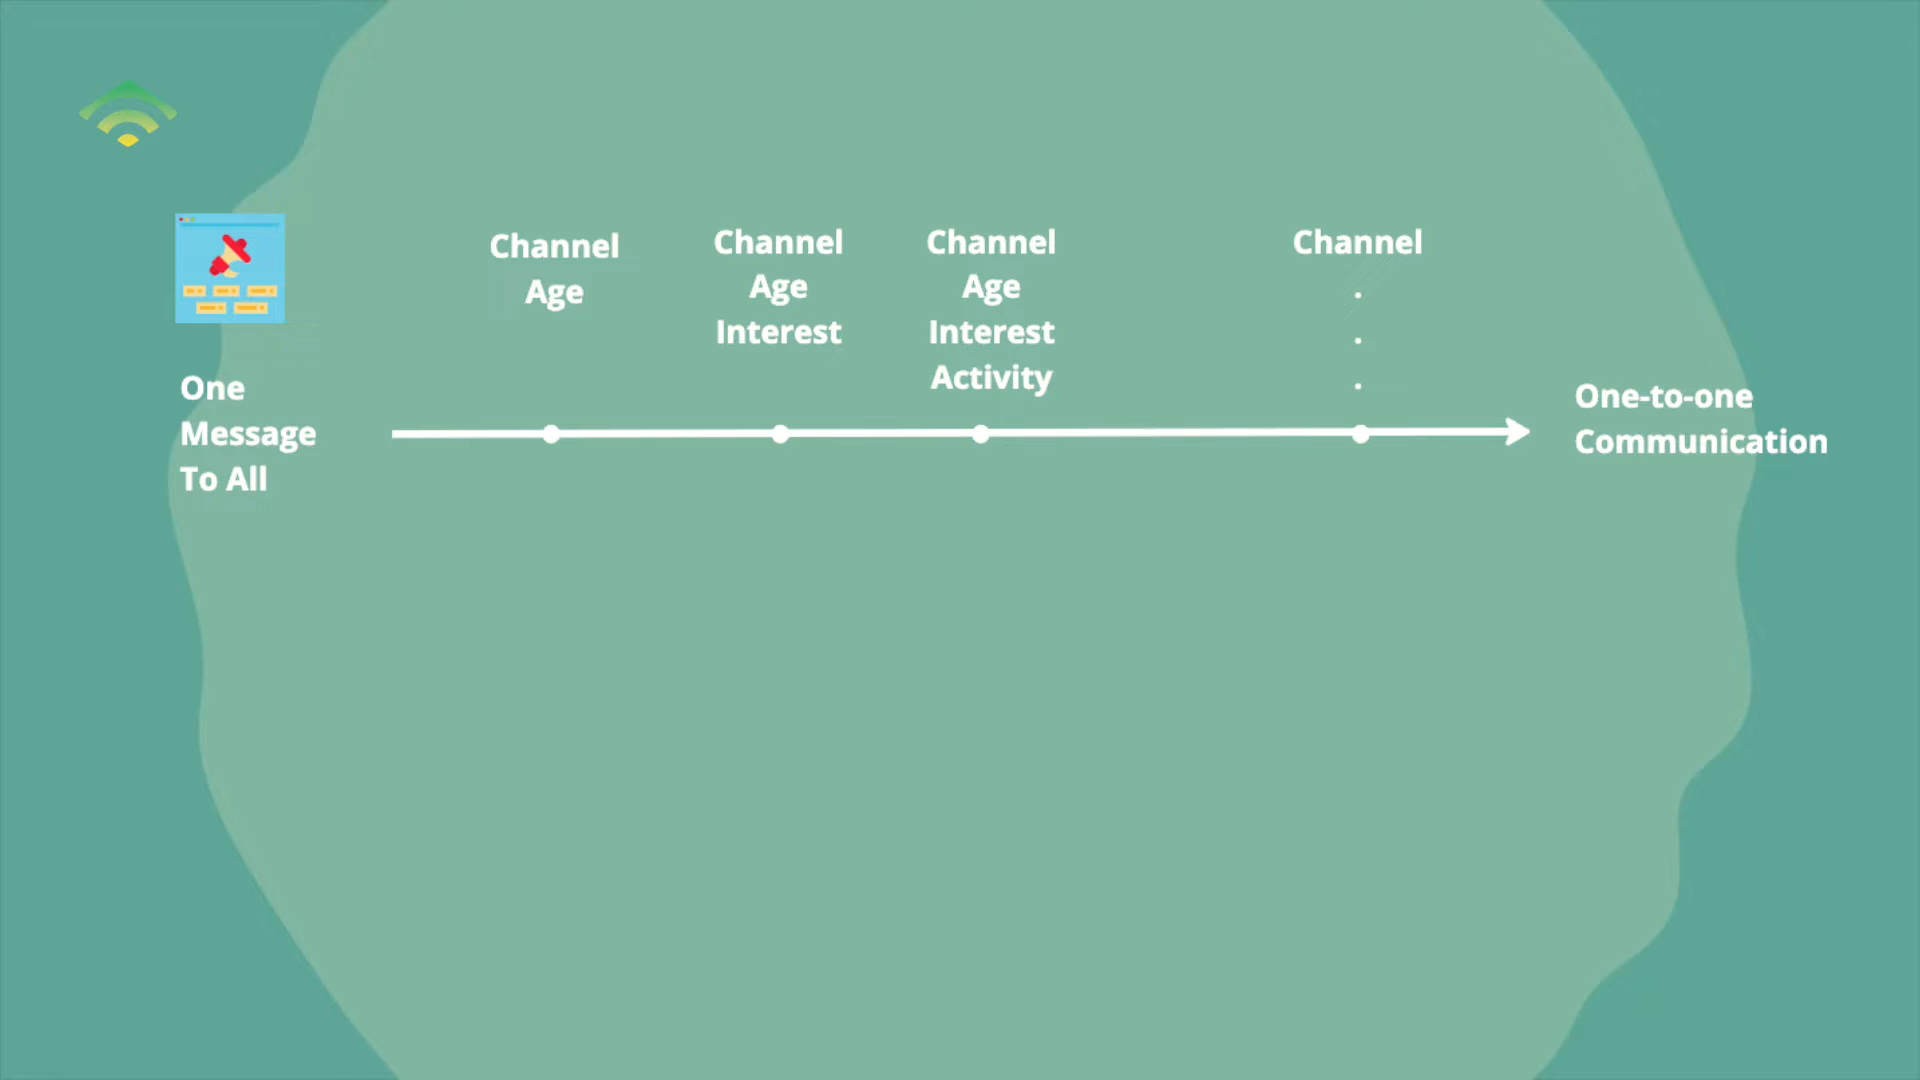 One
Message
To All
Channel
Age
Channel
Age
Interest
Channel
Age
Interest
Activity
Channel
.
.
.
One-to-one
Communication